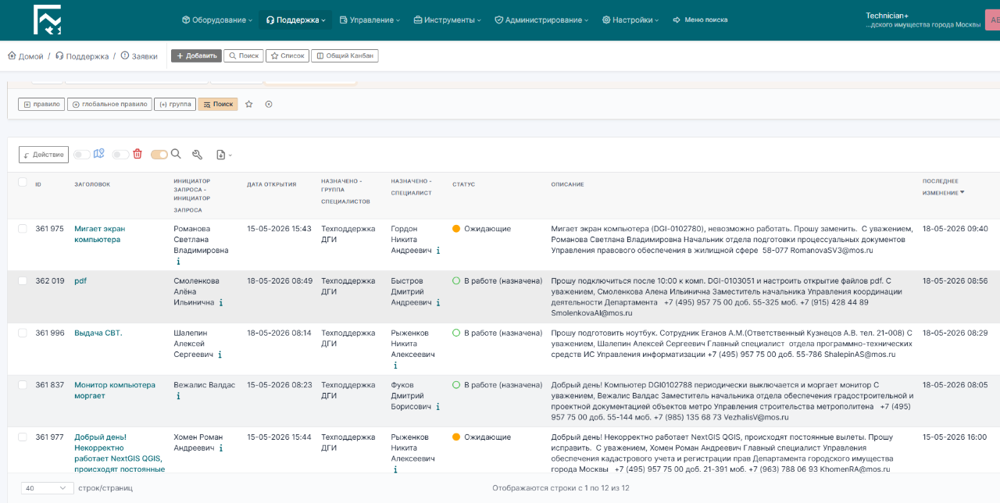 Оборудование
Поддержка
Управление
Инструменты
Администрирование
Настройки
Меню поиска
Technician+
...дского имущества города Москвы
AE
Домой / Поддержка / Заявки
+ Добавить
Поиск
Список
Общий Канбан
правило
глобальное правило
(+) группа
Поиск
Действие
ID
ЗАГОЛОВОК
ИНИЦИАТОР
ЗАПРОСА -
ИНИЦИАТОР
ЗАПРОСА
ДАТА ОТКРЫТИЯ
НАЗНАЧЕНО -
ГРУППА
СПЕЦИАЛИСТОВ
НАЗНАЧЕНО -
СПЕЦИАЛИСТ
СТАТУС
ОПИСАНИЕ
ПОСЛЕДНЕЕ
ИЗМЕНЕНИЕ
361 975
Мигает экран
компьютера
Романова
Светлана
Владимировна
15-05-2026 15:43
Техподдержка
ДГИ
Гордон
Никита
Андреевич
Ожидающие
Мигает экран компьютера (DGI-0102780), невозможно работать. Прошу заменить. С уважением,
Романова Светлана Владимировна Начальник отдела подготовки процессуальных документов
Управления правового обеспечения в жилищной сфере 58-077 RomanovaSV3@mos.ru
18-05-2026 09:40
362 019
pdf
Смоленкова
Алёна
Ильинична
18-05-2026 08:49
Техподдержка
ДГИ
Быстров
Дмитрий
Андреевич
В работе (назначена)
Прошу подключиться после 10:00 к комп. DGI-0103051 и настроить открытие файлов pdf. С
уважением, Смоленкова Алена Ильинична Заместитель начальника Управления координации
деятельности Департамента +7 (495) 957 75 00 доб. 55-325 моб. +7 (915) 428 44 89
SmolenkovaAI@mos.ru
18-05-2026 08:56
361 996
Выдача СВТ.
Шалепин
Алексей
Сергеевич
18-05-2026 08:14
Техподдержка
ДГИ
Рыженков
Никита
Алексеевич
В работе (назначена)
Прошу подготовить ноутбук. Сотрудник Еганов А.М.(Ответственный Кузнецов А.В. тел. 21-008) С
уважением, Шалепин Алексей Сергеевич Главный специалист отдела программно-технических
средств ИС Управления информатизации +7 (495) 957 75 00 доб. 55-786 ShalepinAS@mos.ru
18-05-2026 08:29
361 837
Монитор компьютера
моргает
Вежалис Валдас
15-05-2026 08:23
Техподдержка
ДГИ
Фуков
Дмитрий
Борисович
В работе (назначена)
Добрый день! Компьютер DGI0102788 периодически выключается и моргает монитор С
уважением, Вежалис Валдас Заместитель начальника отдела обеспечения градостроительной и
проектной документацией объектов метро Управления строительства метрополитена +7 (495)
957 75 00 доб. 55-144 моб. +7 (985) 135 68 73 VezhalisV@mos.ru
18-05-2026 08:05
361 977
Добрый день!
Некорректно
работает NextGIS QGIS,
происходят постоянные
Хомен Роман
Андреевич
15-05-2026 15:44
Техподдержка
ДГИ
Рыженков
Никита
Алексеевич
Ожидающие
Добрый день! Некорректно работает NextGIS QGIS, происходят постоянные вылеты. Прошу
исправить. С уважением, Хомен Роман Андреевич Главный специалист Управления
обеспечения кадастрового учета и регистрации прав Департамента городского имущества
города Москвы +7 (495) 957 75 00 доб. 21-391 моб. +7 (963) 788 06 93 KhomenRA@mos.ru
15-05-2026 16:00
40
строк/страниц
Отображаются строки с 1 по 12 из 12